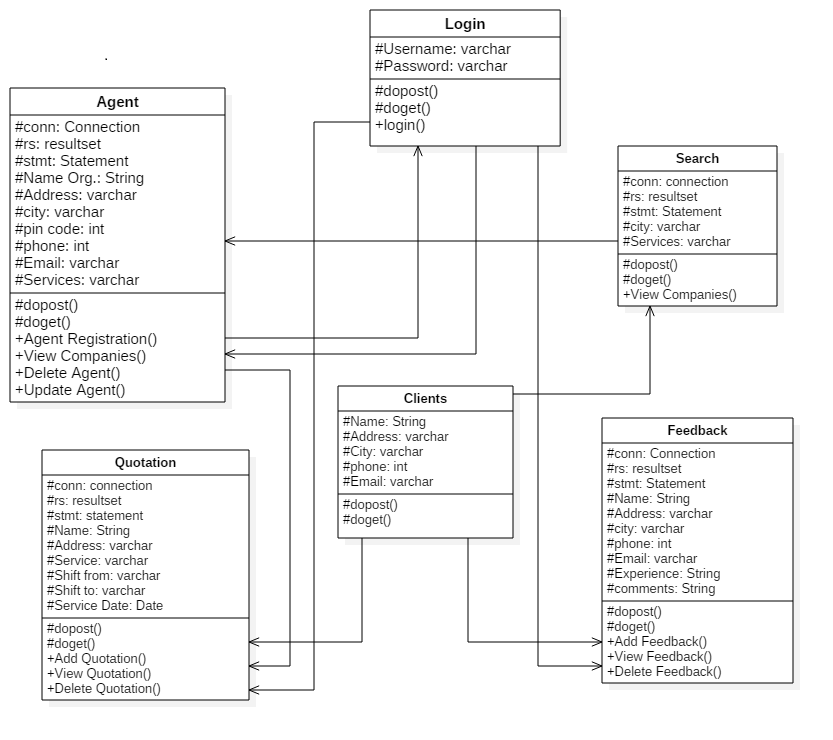 Login
#Username: varchar
#Password: varchar
#dopost()
#doget()
+login()
Agent
#conn: Connection
#rs: resultset
#stmt: Statement
#Name Org.: String
#Address: varchar
#city: varchar
#pin code: int
#phone: int
#Email: varchar
#Services: varchar
#dopost()
#doget()
+Agent Registration()
+View Companies()
+Delete Agent()
+Update Agent()
Search
#conn: connection
#rs: resultset
#stmt: Statement
#city: varchar
#Services: varchar
#dopost()
#doget()
+View Companies()
Clients
#Name: String
#Address: varchar
#City: varchar
#phone: int
#Email: varchar
#dopost()
#doget()
Quotation
#conn: connection
#rs: resultset
#stmt: statement
#Name: String
#Address: varchar
#Service: varchar
#Shift from: varchar
#Shift to: varchar
#Service Date: Date
#dopost()
#doget()
+Add Quotation()
+View Quotation()
+Delete Quotation()
Feedback
#conn: Connection
#rs: resultset
#stmt: Statement
#Name: String
#Address: varchar
#city: varchar
#phone: int
#Email: varchar
#Experience: String
#comments: String
#dopost()
#doget()
+Add Feedback()
+View Feedback()
+Delete Feedback()